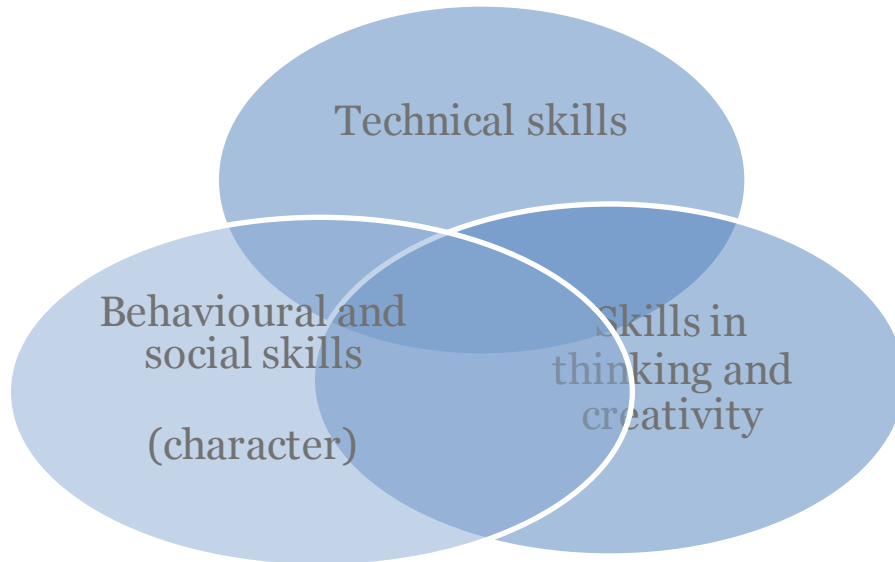 Technical skills
Behavioural and
social skills
(character)
Skills in
thinking and
creativity